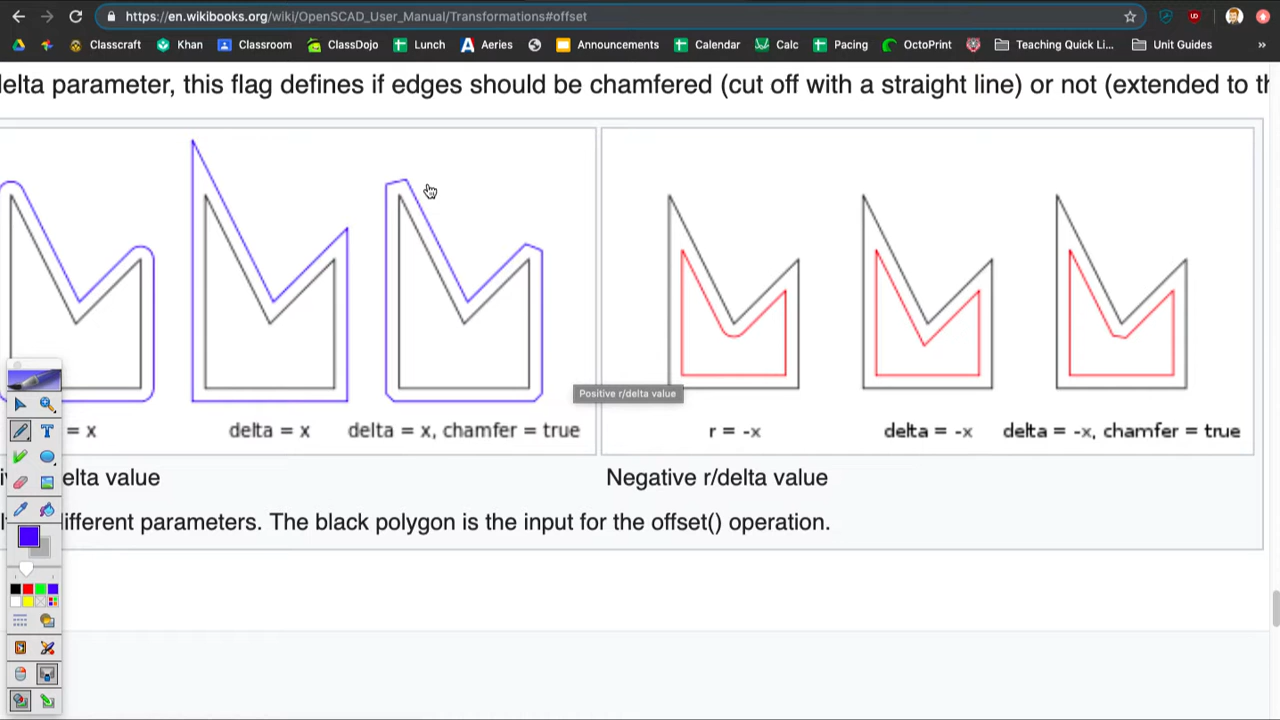 https://en.wikibooks.org/wiki/OpenSCAD_User_Manual/Transformations#offset
UD
Classcraft Khan Classroom ClassDojo Lunch Aeries Announcements Calendar Calc Pacing OctoPrint Teaching Quick Li... Unit Guides »
delta parameter, this flag defines if edges should be chamfered (cut off with a straight line) or not (extended to
Positive r/delta value
= x delta = x delta = x, chamfer = true r = -x delta = -x delta = -x, chamfer = true
elta value Negative r/delta value
ifferent parameters. The black polygon is the input for the offset() operation.
T